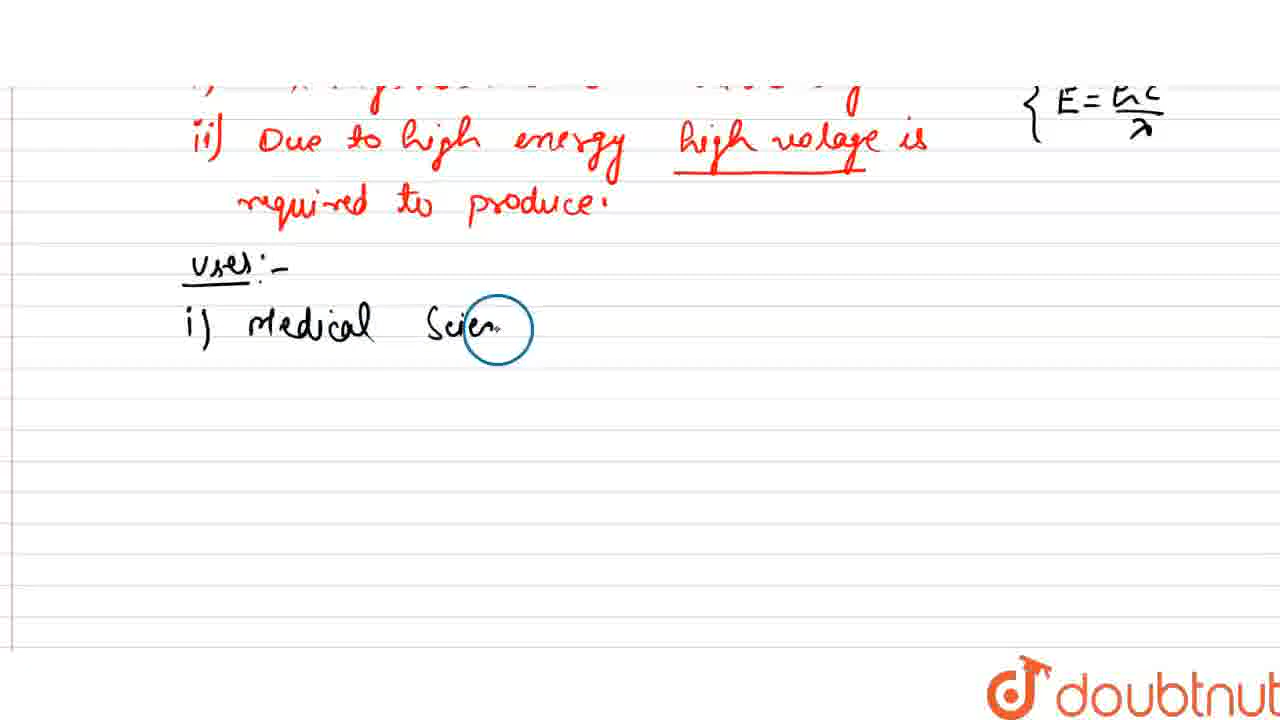 E = hc
λ
ii) Due to high energy high volage is
required to produce.
Uses :-
i) Medical Scien
doubtnut